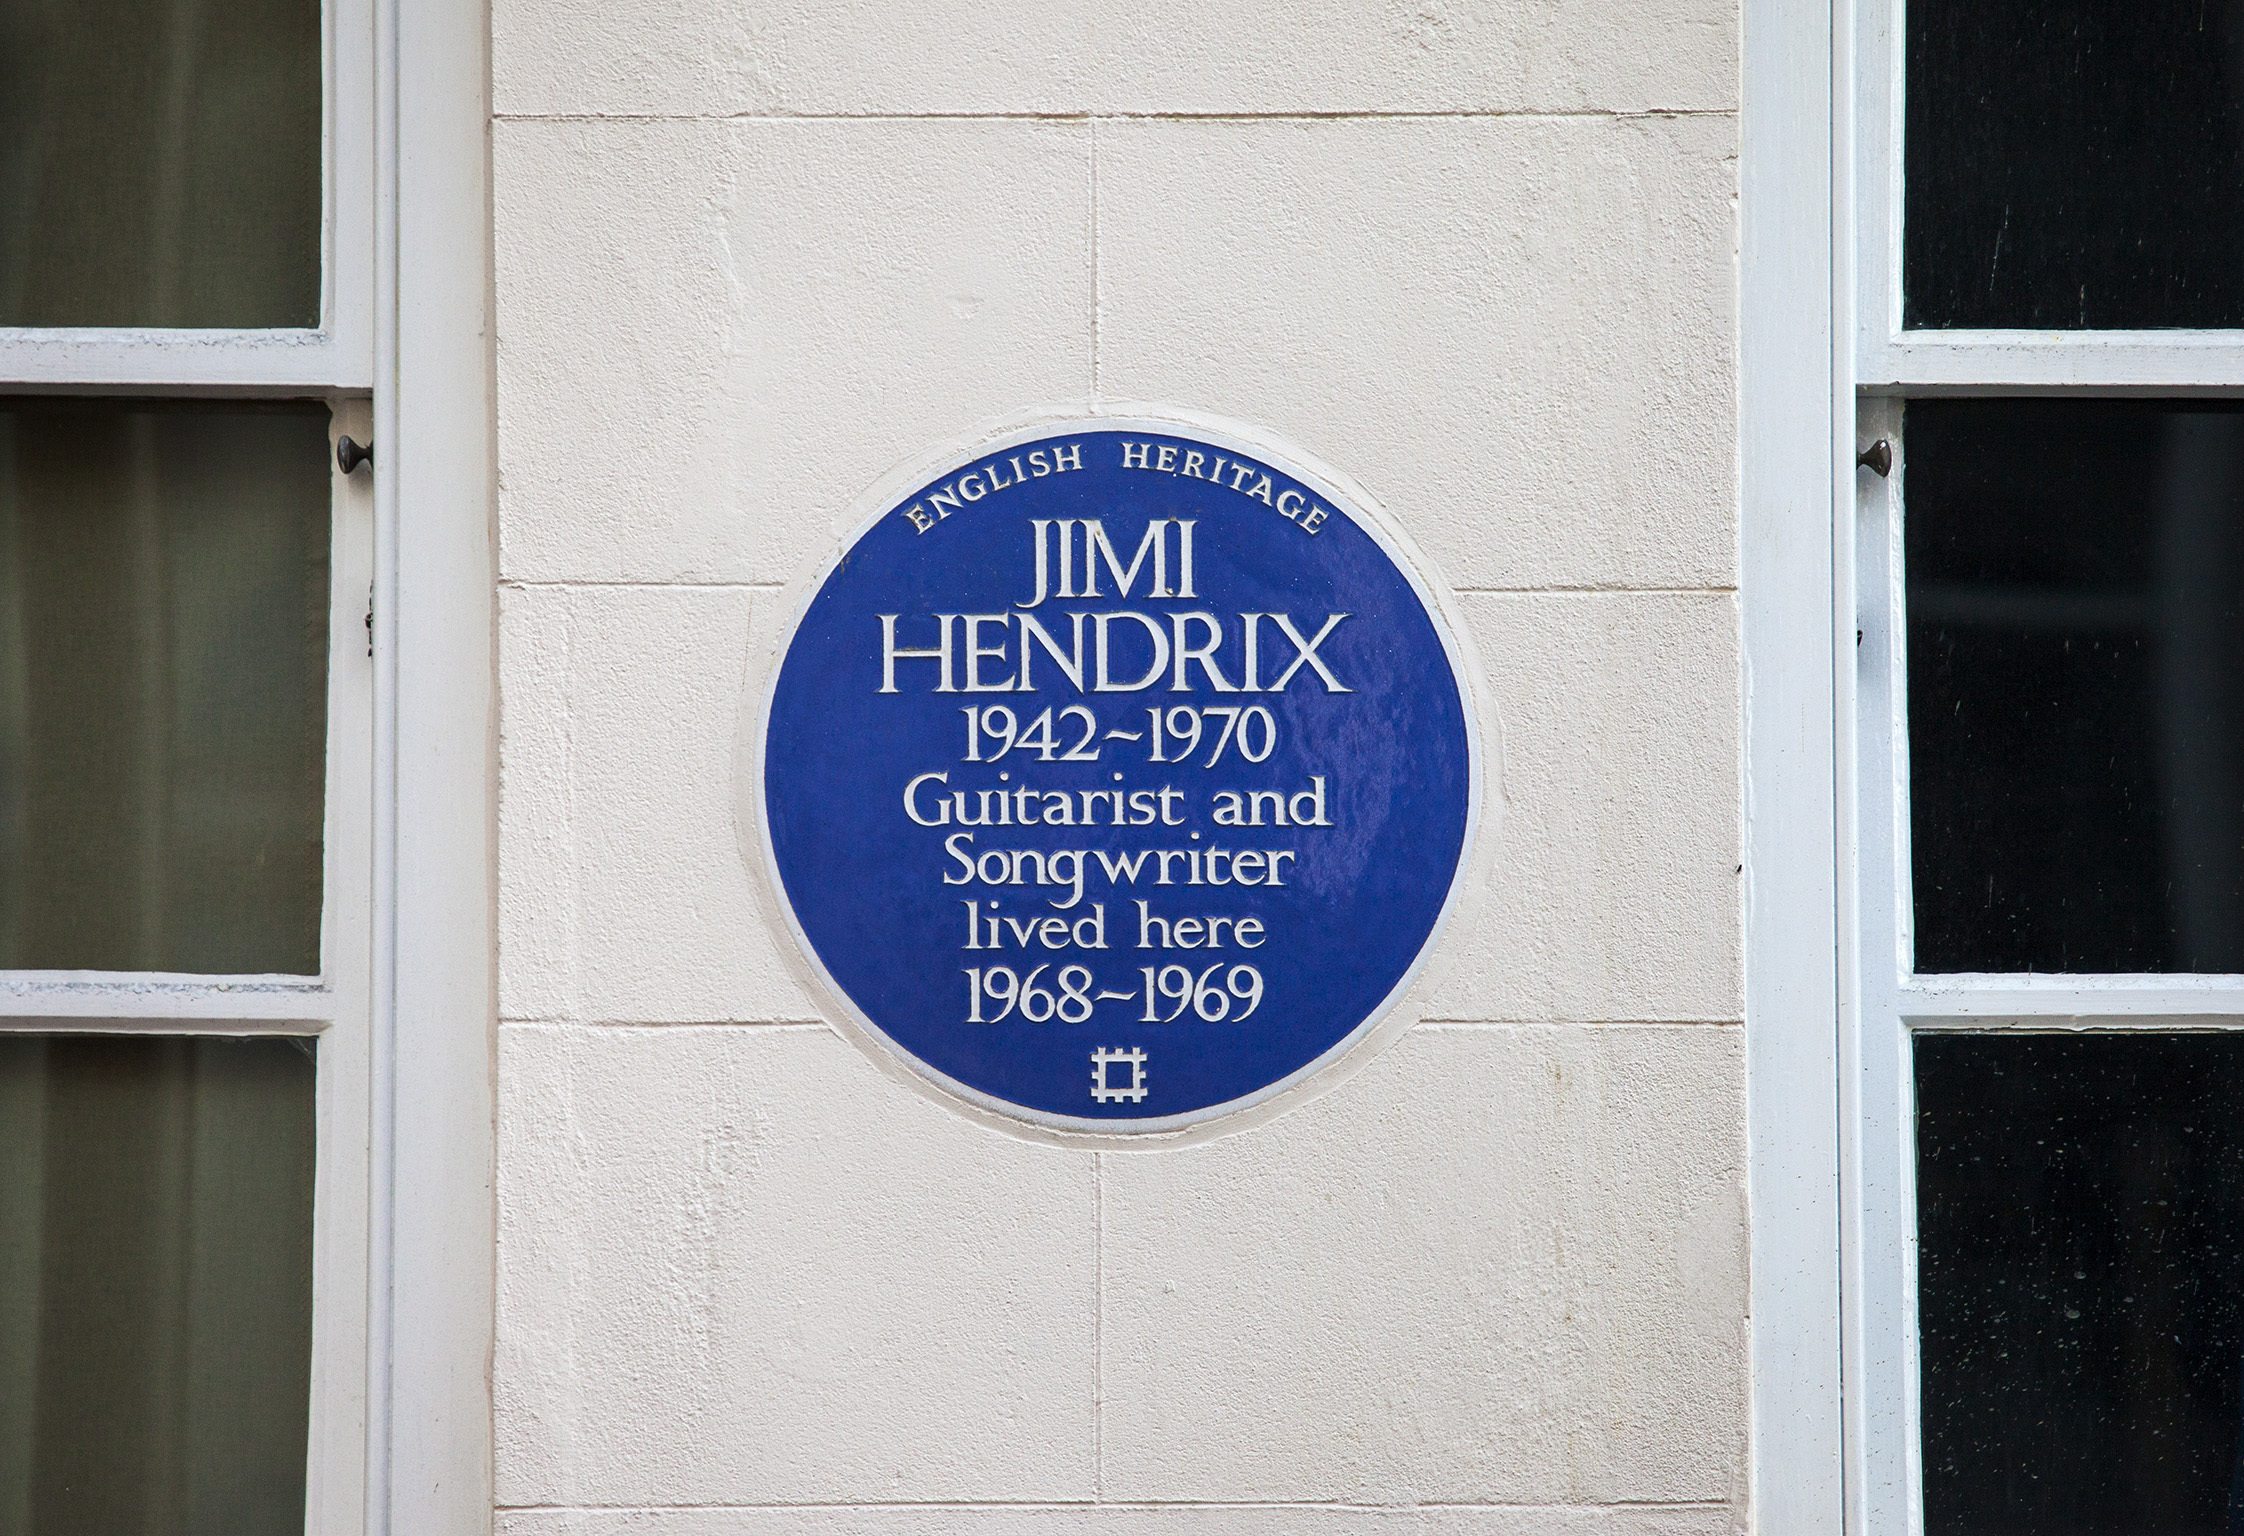 ENGLISH HERITAGE
JIMI
HENDRIX
1942~1970
Guitarist and
Songwriter
lived here
1968~1969